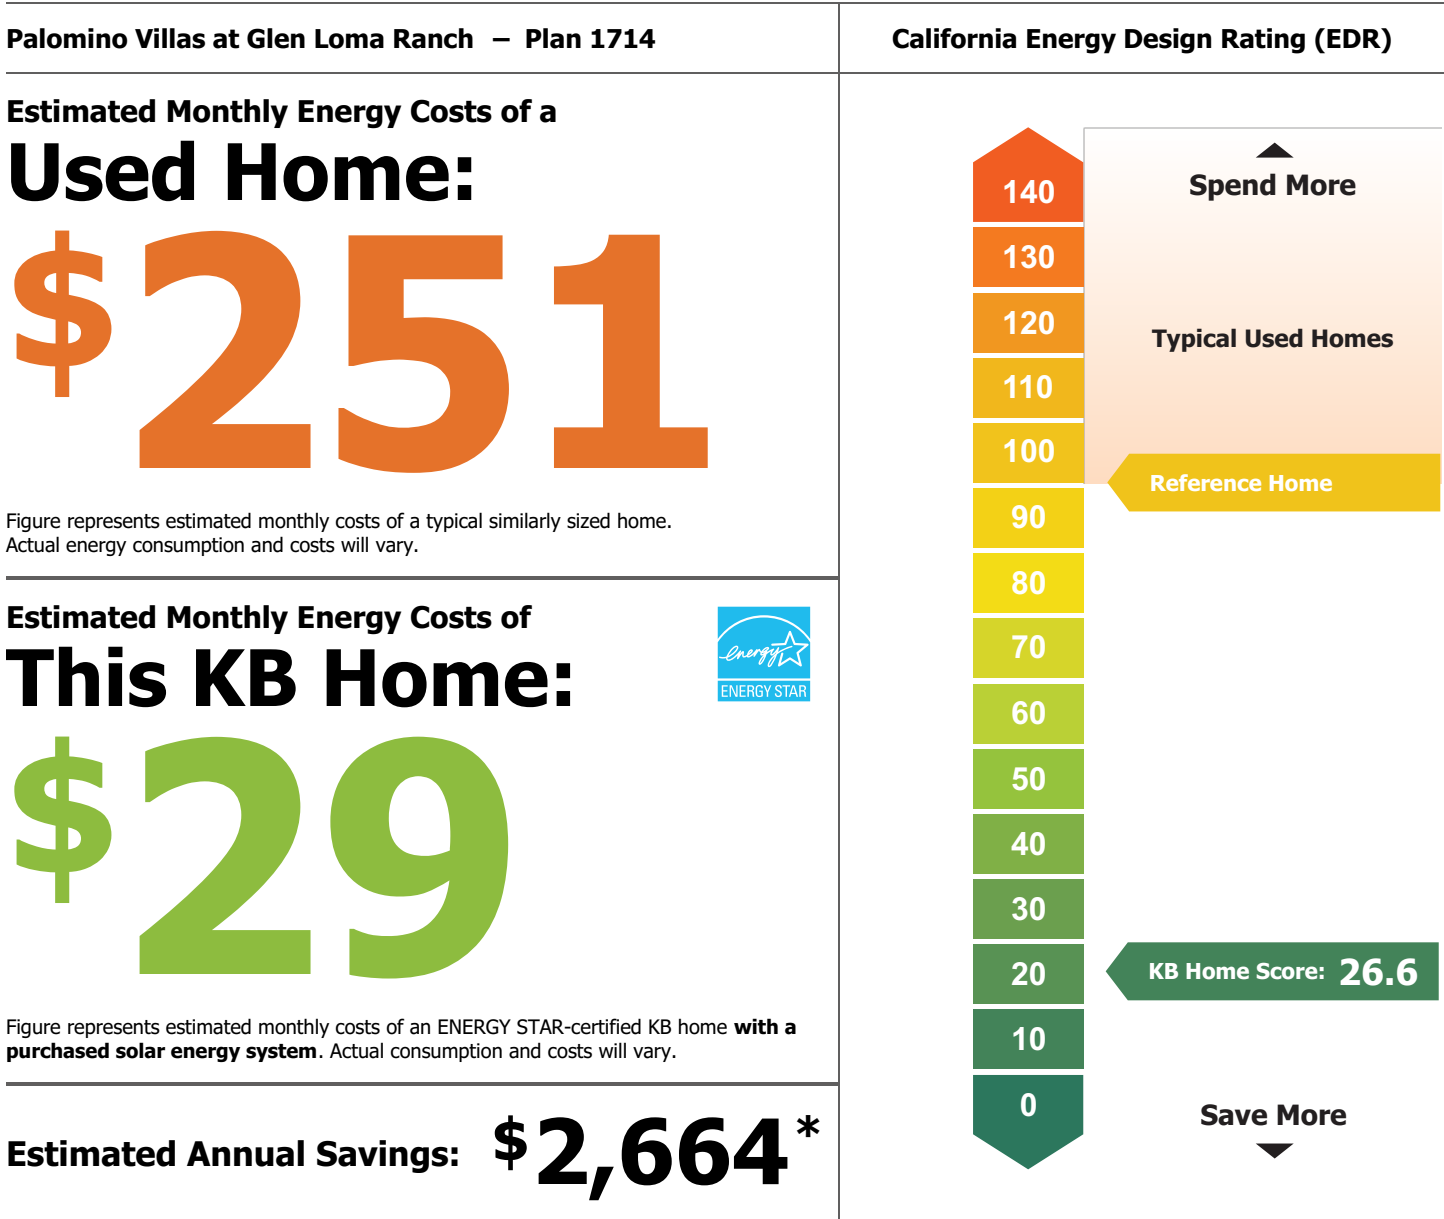 Palomino Villas at Glen Loma Ranch – Plan 1714
Estimated Monthly Energy Costs of a
Used Home:
$251
Figure represents estimated monthly costs of a typical similarly sized home.
Actual energy consumption and costs will vary.
Estimated Monthly Energy Costs of
This KB Home:
energy
ENERGY STAR
$29
Figure represents estimated monthly costs of an ENERGY STAR-certified KB home with a
purchased solar energy system. Actual consumption and costs will vary.
Estimated Annual Savings: $2,664*
California Energy Design Rating (EDR)
140
Spend More
130
120
Typical Used Homes
110
100
Reference Home
90
80
70
60
50
40
30
20
KB Home Score: 26.6
10
0
Save More